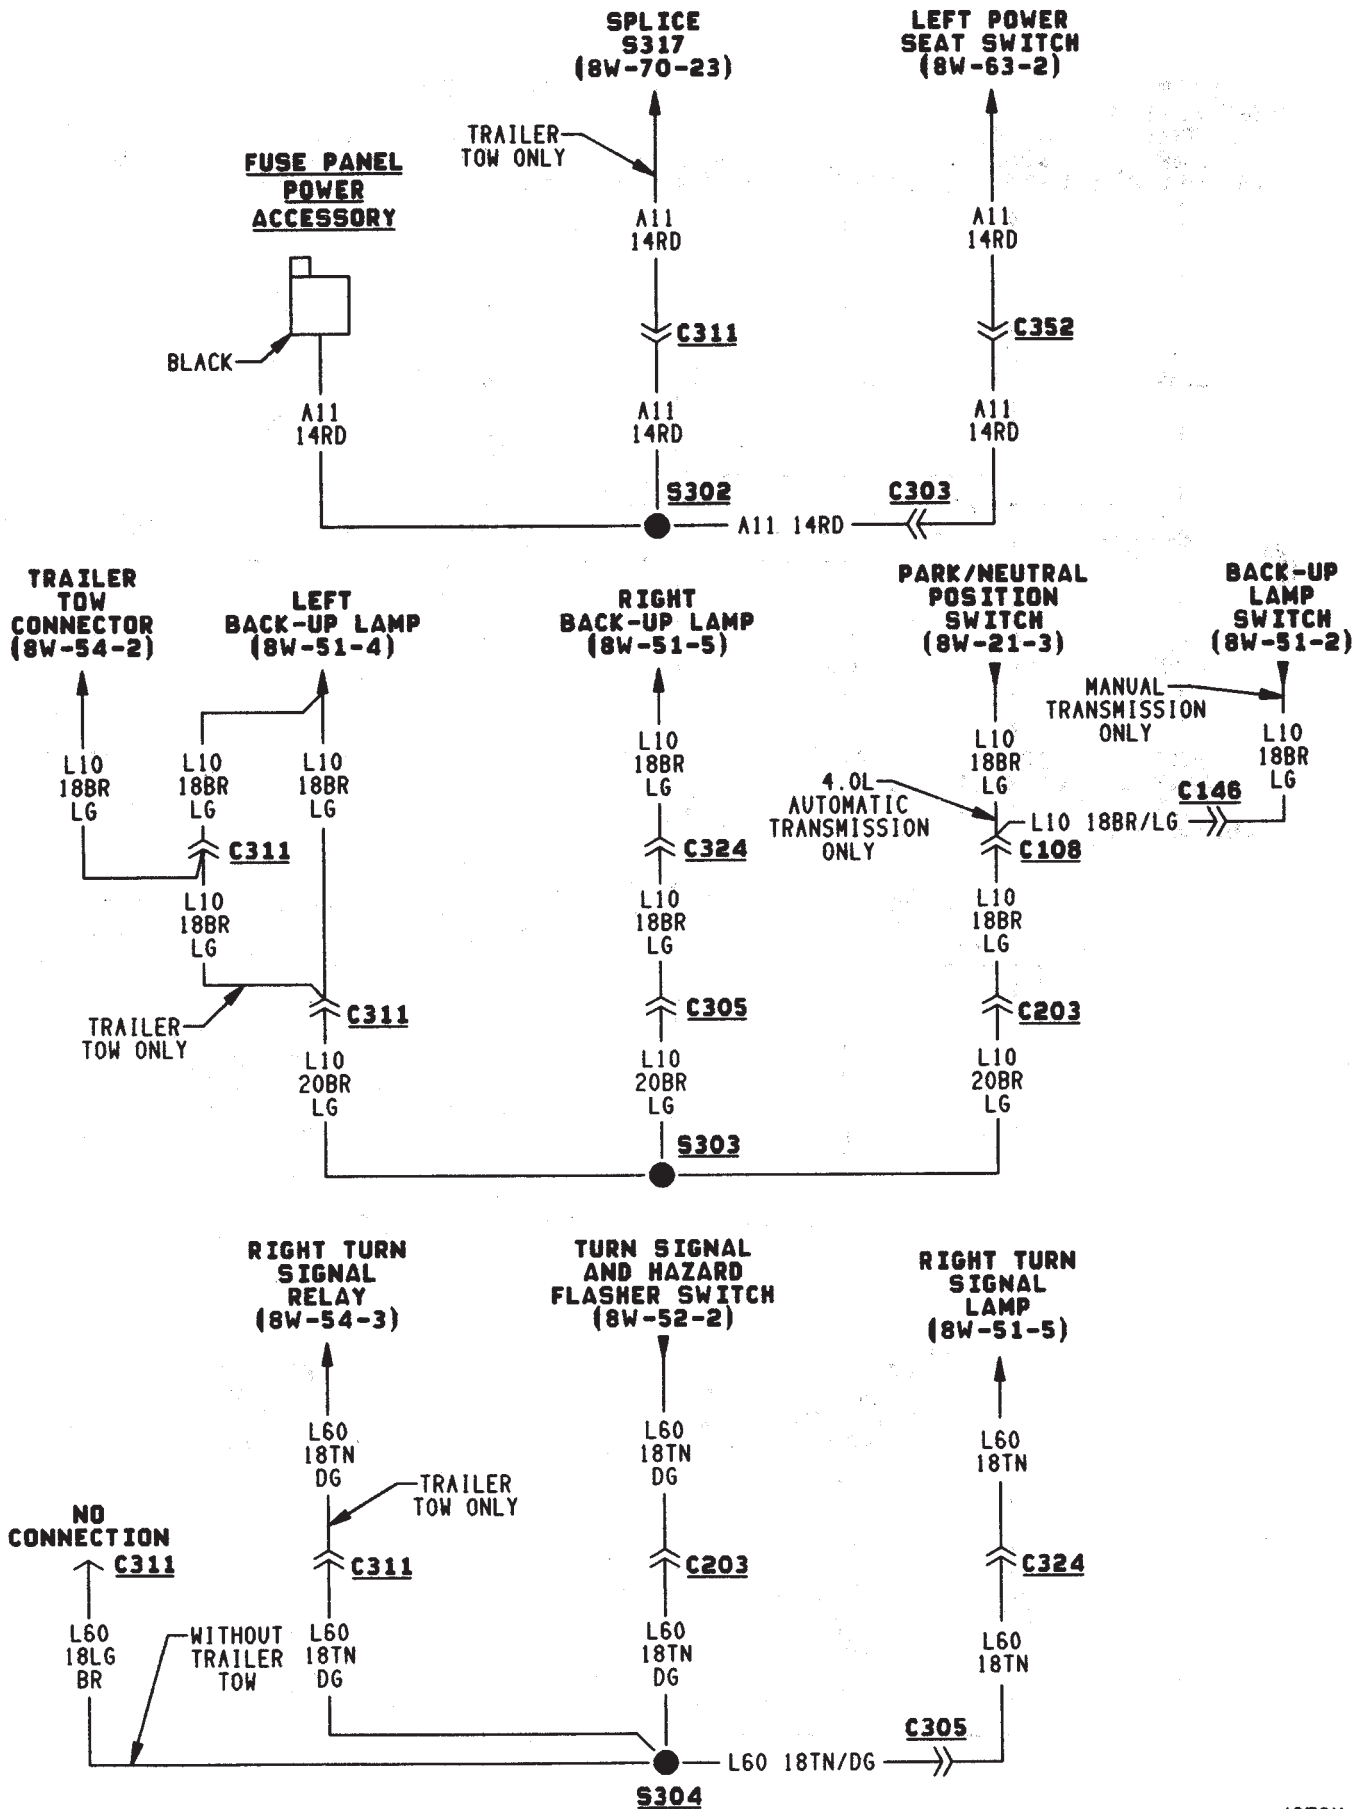 SPLICE
S317
(8W-70-23)
LEFT POWER
SEAT SWITCH
(8W-63-2)
TRAILER
TOW ONLY
FUSE PANEL
POWER
ACCESSORY
BLACK
A11
14RD
A11
14RD
C311
A11
14RD
S302
A11
14RD
C352
A11
14RD
C303
A11 14RD
TRAILER
TOW
CONNECTOR
(8W-54-2)
LEFT
BACK-UP LAMP
(8W-51-4)
RIGHT
BACK-UP LAMP
(8W-51-5)
PARK/NEUTRAL
POSITION
SWITCH
(8W-21-3)
BACK-UP
LAMP
SWITCH
(8W-51-2)
MANUAL
TRANSMISSION
ONLY
L10
18BR
LG
L10
18BR
LG
L10
18BR
LG
L10
18BR
LG
L10
18BR
LG
L10
18BR
LG
4.0L
AUTOMATIC
TRANSMISSION
ONLY
C146
L10 18BR/LG
C311
C324
C108
L10
18BR
LG
L10
18BR
LG
L10
18BR
LG
TRAILER
TOW ONLY
C311
C305
C203
L10
20BR
LG
L10
20BR
LG
L10
20BR
LG
S303
RIGHT TURN
SIGNAL
RELAY
(8W-54-3)
TURN SIGNAL
AND HAZARD
FLASHER SWITCH
(8W-52-2)
RIGHT TURN
SIGNAL
LAMP
(8W-51-5)
L60
18TN
DG
L60
18TN
DG
L60
18TN
TRAILER
TOW ONLY
NO
CONNECTION
C311
C311
C203
C324
L60
18LG
BR
WITHOUT
TRAILER
TOW
L60
18TN
DG
L60
18TN
DG
L60
18TN
C305
L60 18TN/DG
S304